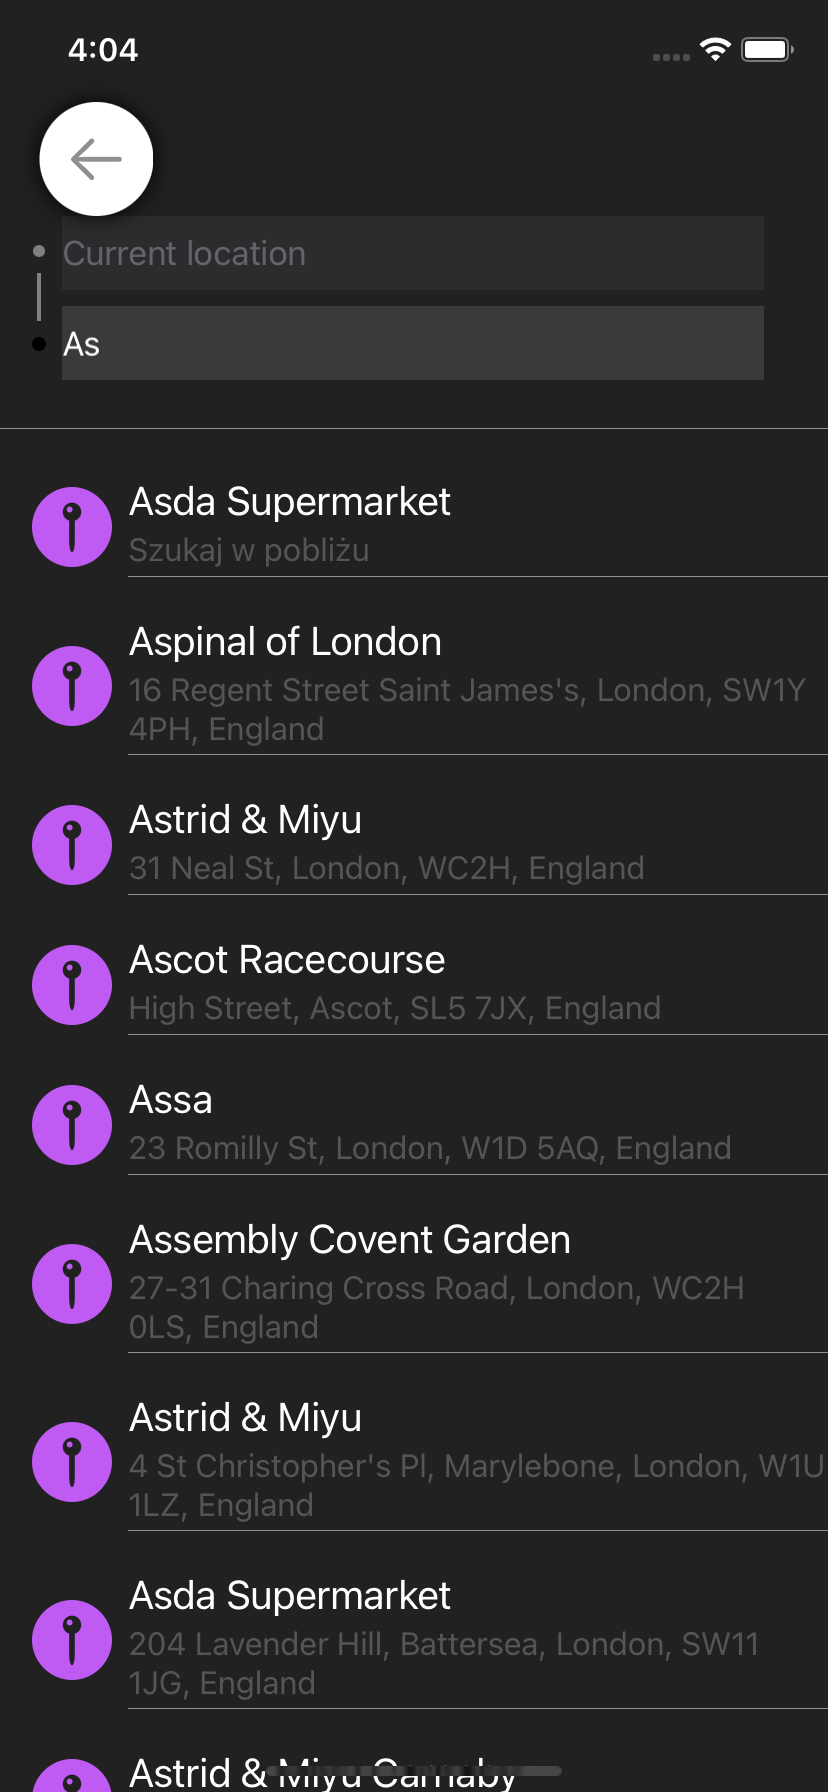 4:04
Current location
As
Asda Supermarket
Szukaj w pobliżu
Aspinal of London
16 Regent Street Saint James's, London, SW1Y
4PH, England
Astrid & Miyu
31 Neal St, London, WC2H, England
Ascot Racecourse
High Street, Ascot, SL5 7JX, England
Assa
23 Romilly St, London, W1D 5AQ, England
Assembly Covent Garden
27-31 Charing Cross Road, London, WC2H
0LS, England
Astrid & Miyu
4 St Christopher's Pl, Marylebone, London, W1U
1LZ, England
Asda Supermarket
204 Lavender Hill, Battersea, London, SW11
1JG, England
Astrid & Miyu Carnaby